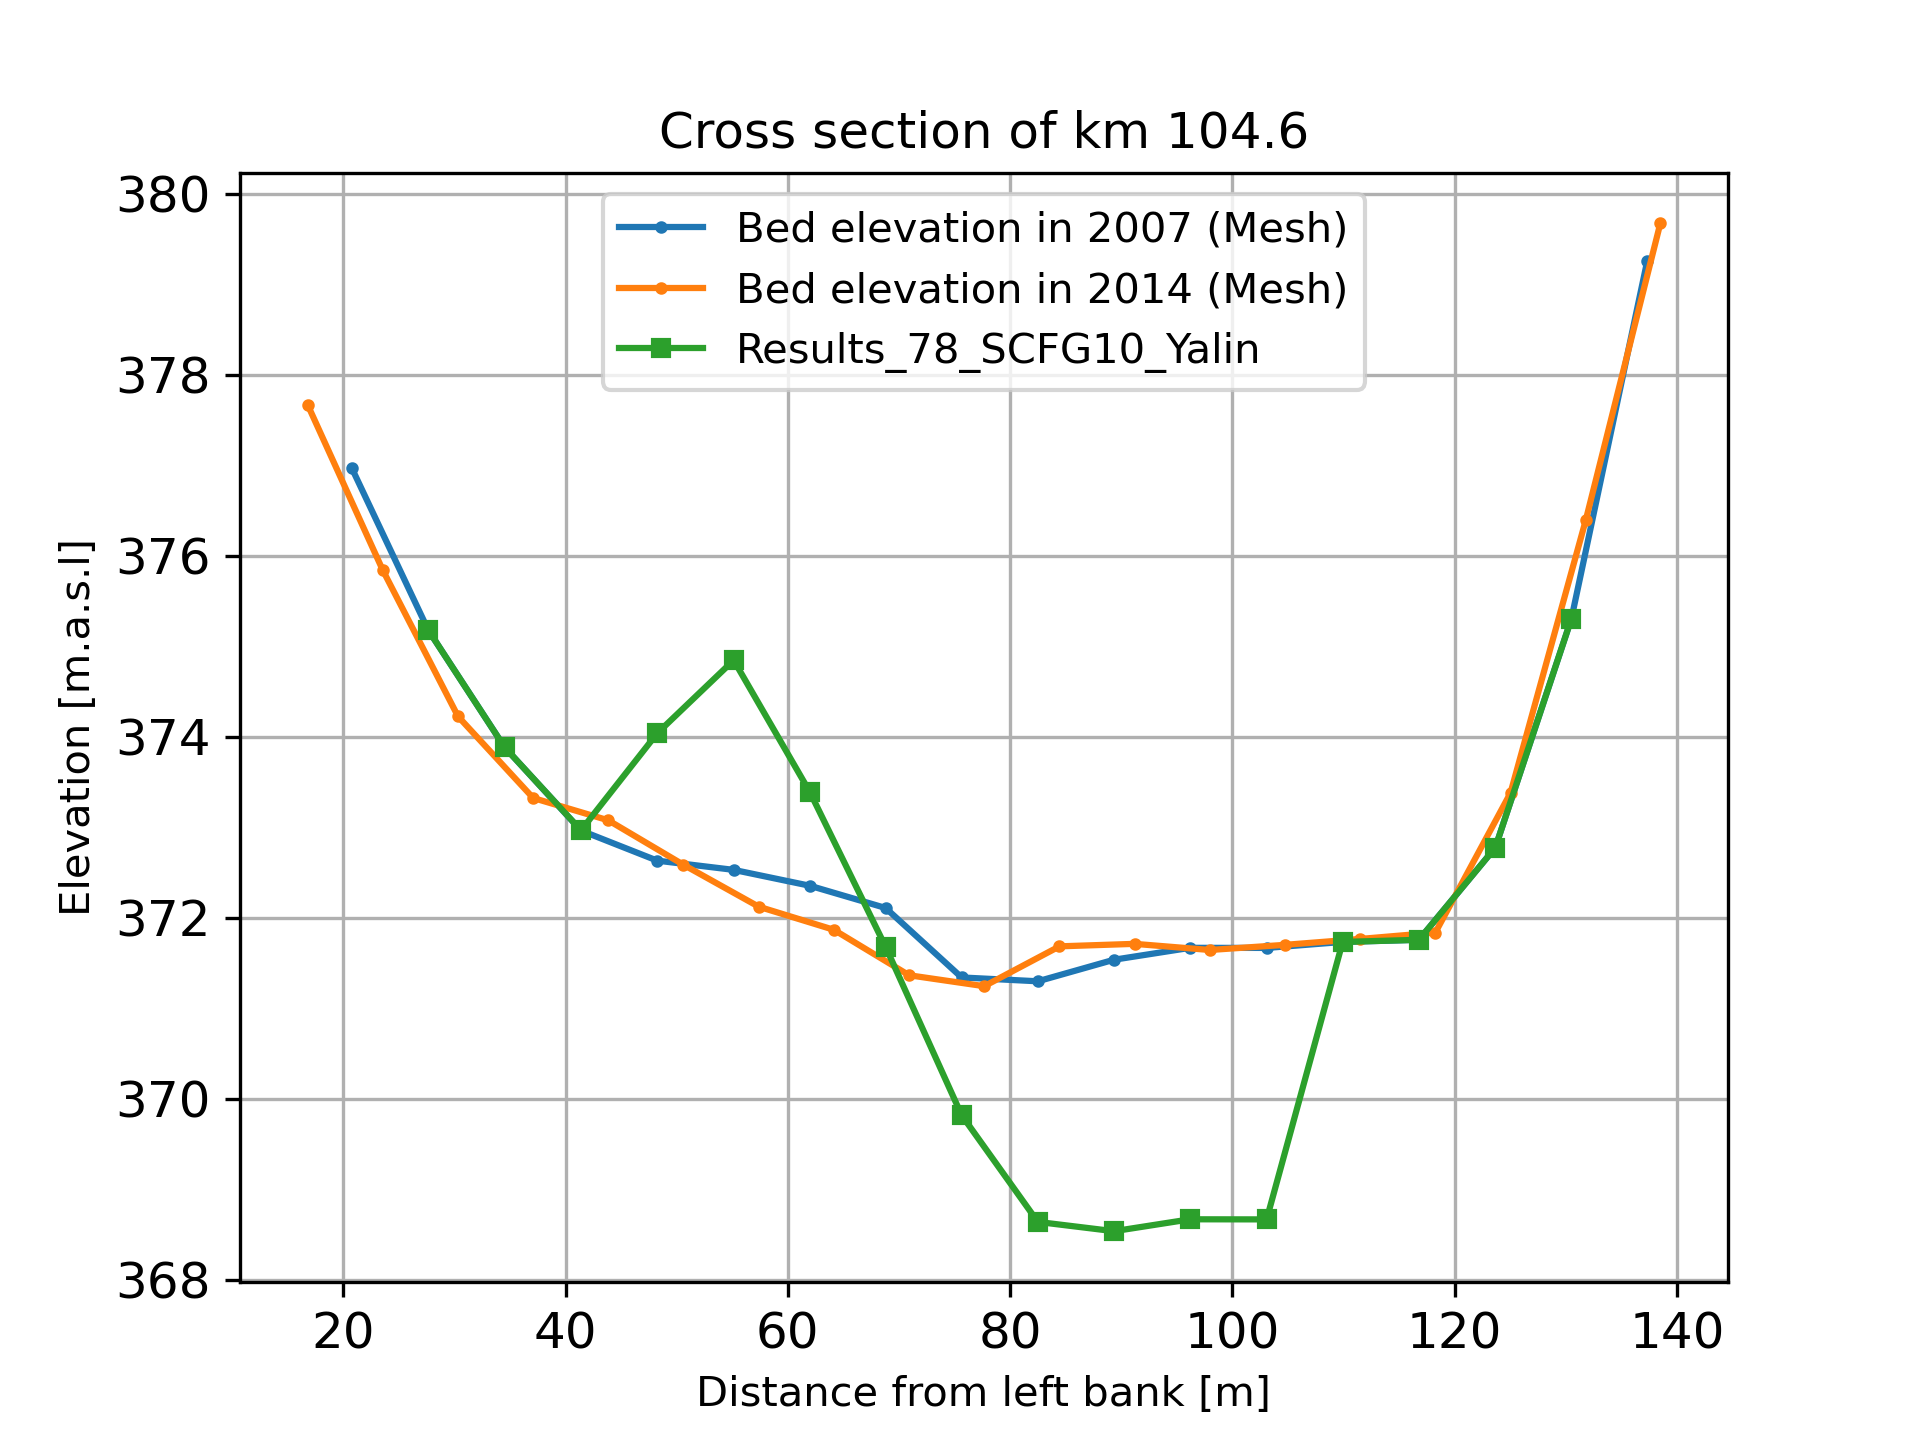 Cross section of km 104.6
Bed elevation in 2007 (Mesh)
Bed elevation in 2014 (Mesh)
Results_78_SCFG10_Yalin
Elevation [m.a.s.l]
380
378
376
374
372
370
368
20 40 60 80 100 120 140
Distance from left bank [m]